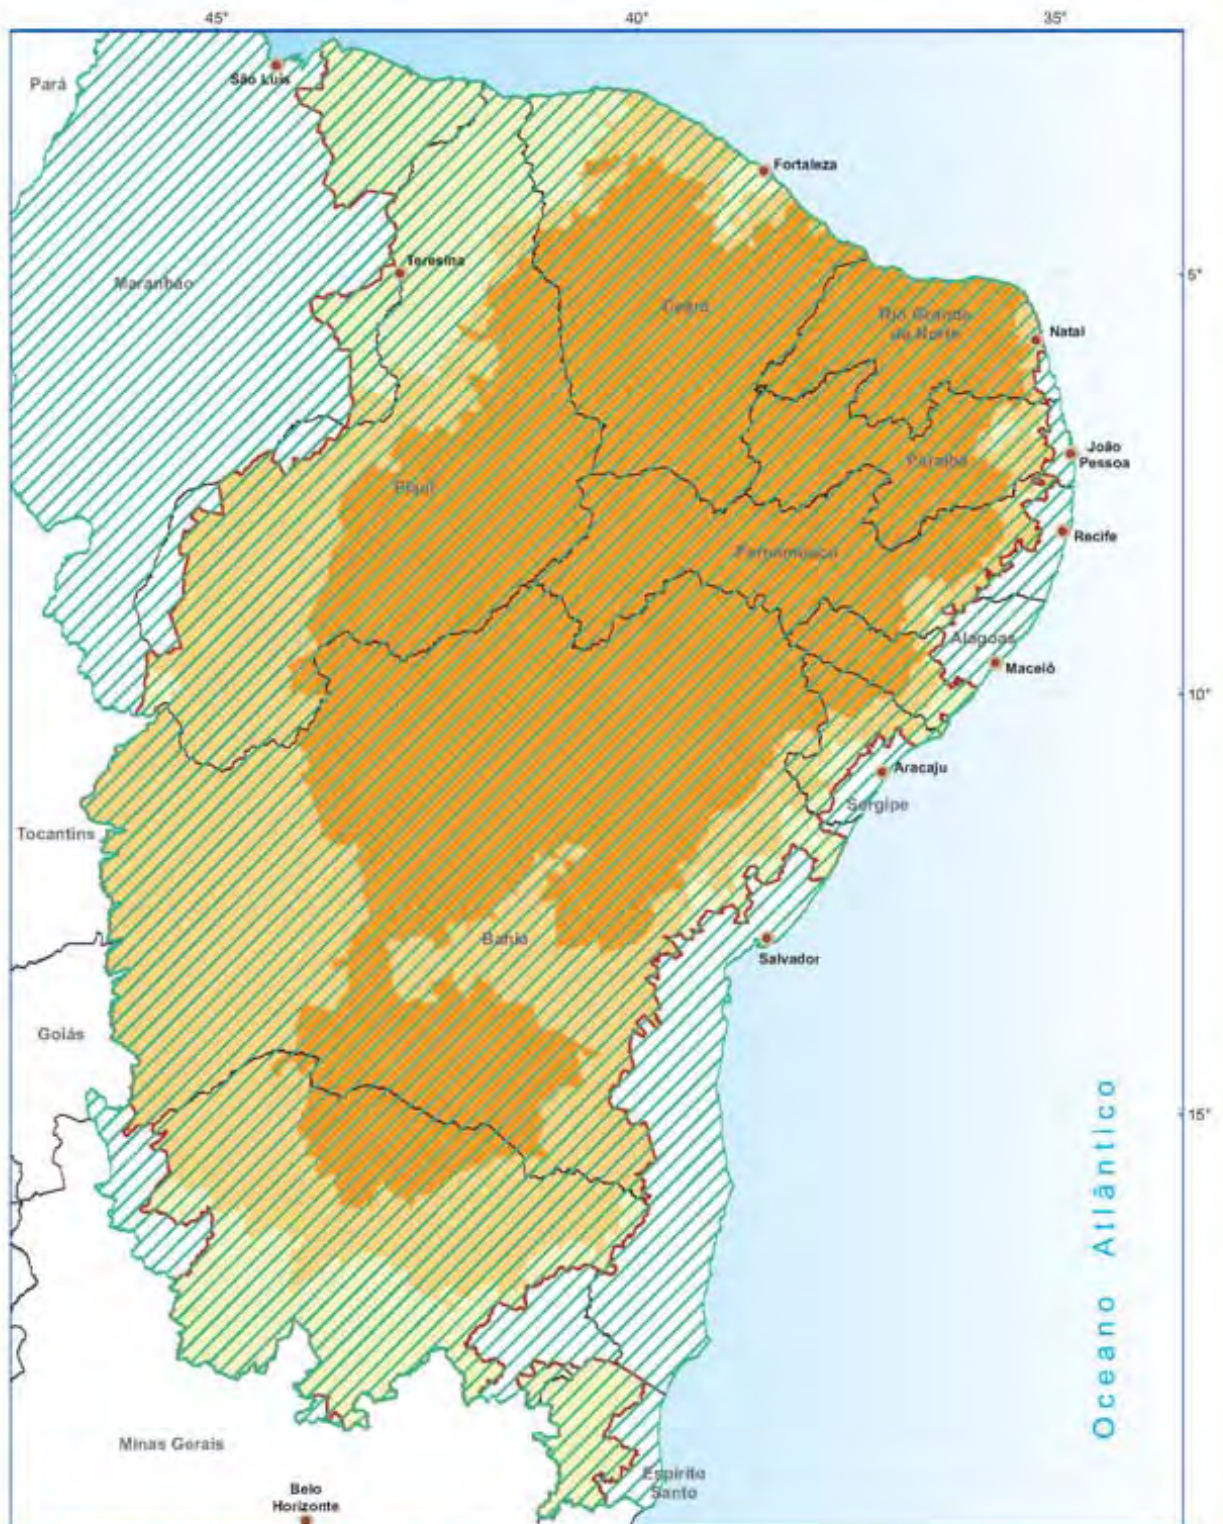 45°
40°
35°
São Luís
Pará
Fortaleza
Teresina
Maranhão
5°
Ceará
Rio Grande
do Norte
Natal
João
Pessoa
Paraíba
Piauí
Recife
Pernambuco
Alagoas
Maceió
10°
Aracaju
Sergipe
Tocantins
Bahia
Salvador
Goiás
15°
Oceano Atlântico
Minas Gerais
Espírito
Santo
Belo
Horizonte